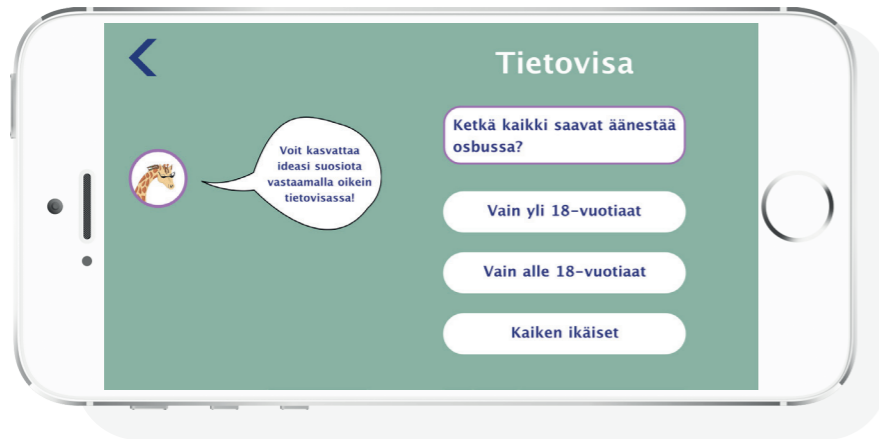 Tietovisa
Voit kasvattaa
ideasi suosiota
vastaamalla oikein
tietovisassa!
Ketkä kaikki saavat äänestää
osbussa?
Vain yli 18-vuotiaat
Vain alle 18-vuotiaat
Kaiken ikäiset